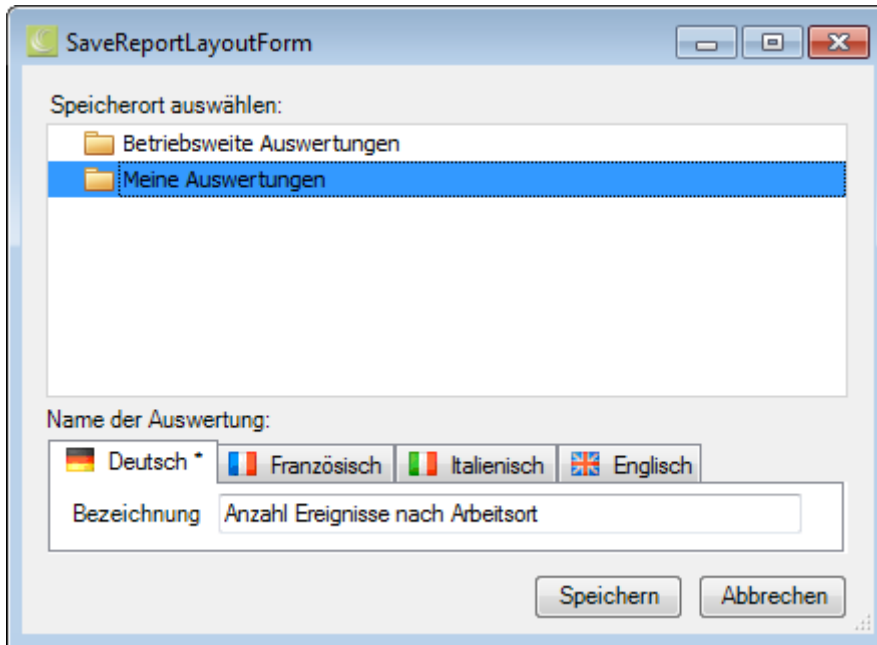 SaveReportLayoutForm
Speicherort auswählen:
Betriebsweite Auswertungen
Meine Auswertungen
Name der Auswertung:
Deutsch * Französisch Italienisch Englisch
Bezeichnung Anzahl Ereignisse nach Arbeitsort
Speichern Abbrechen